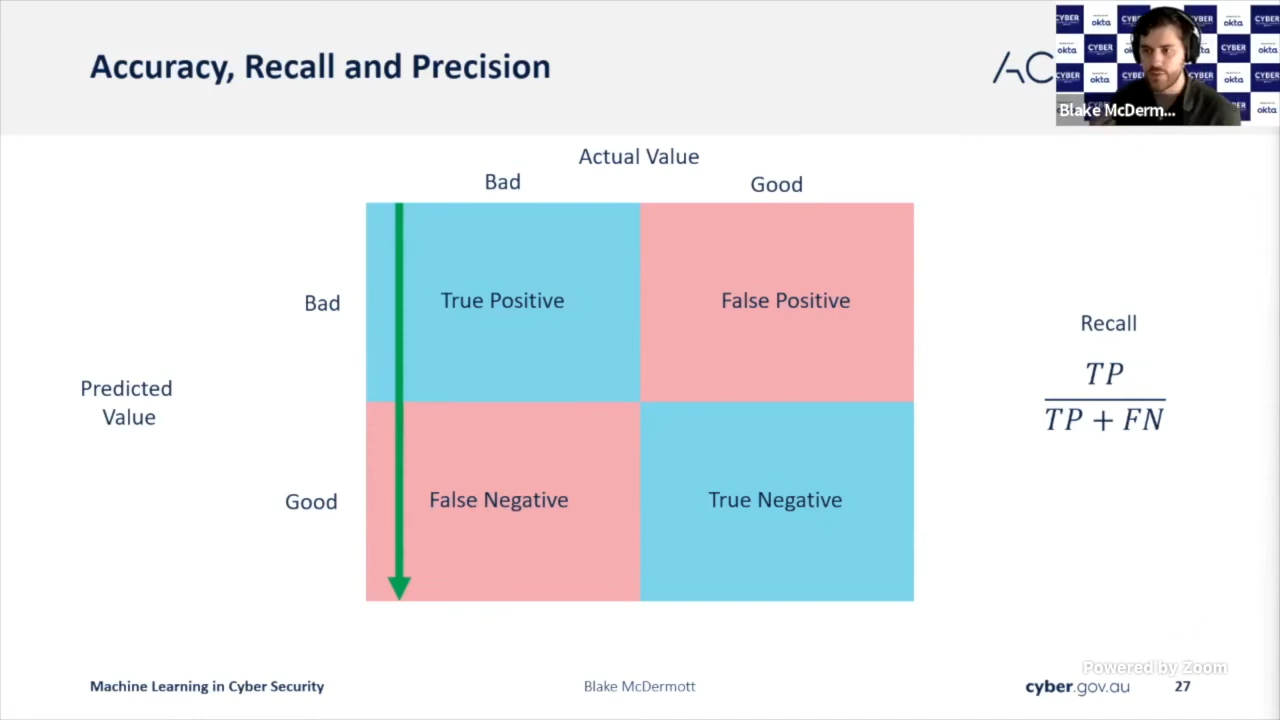 Accuracy, Recall and Precision
AC
Blake McDerm...
Actual Value
Bad
Good
Bad
True Positive
False Positive
Recall
TP
TP + FN
Predicted
Value
Good
False Negative
True Negative
Powered by Zoom
Machine Learning in Cyber Security
Blake McDermott
cyber.gov.au
27
CYBER
okta